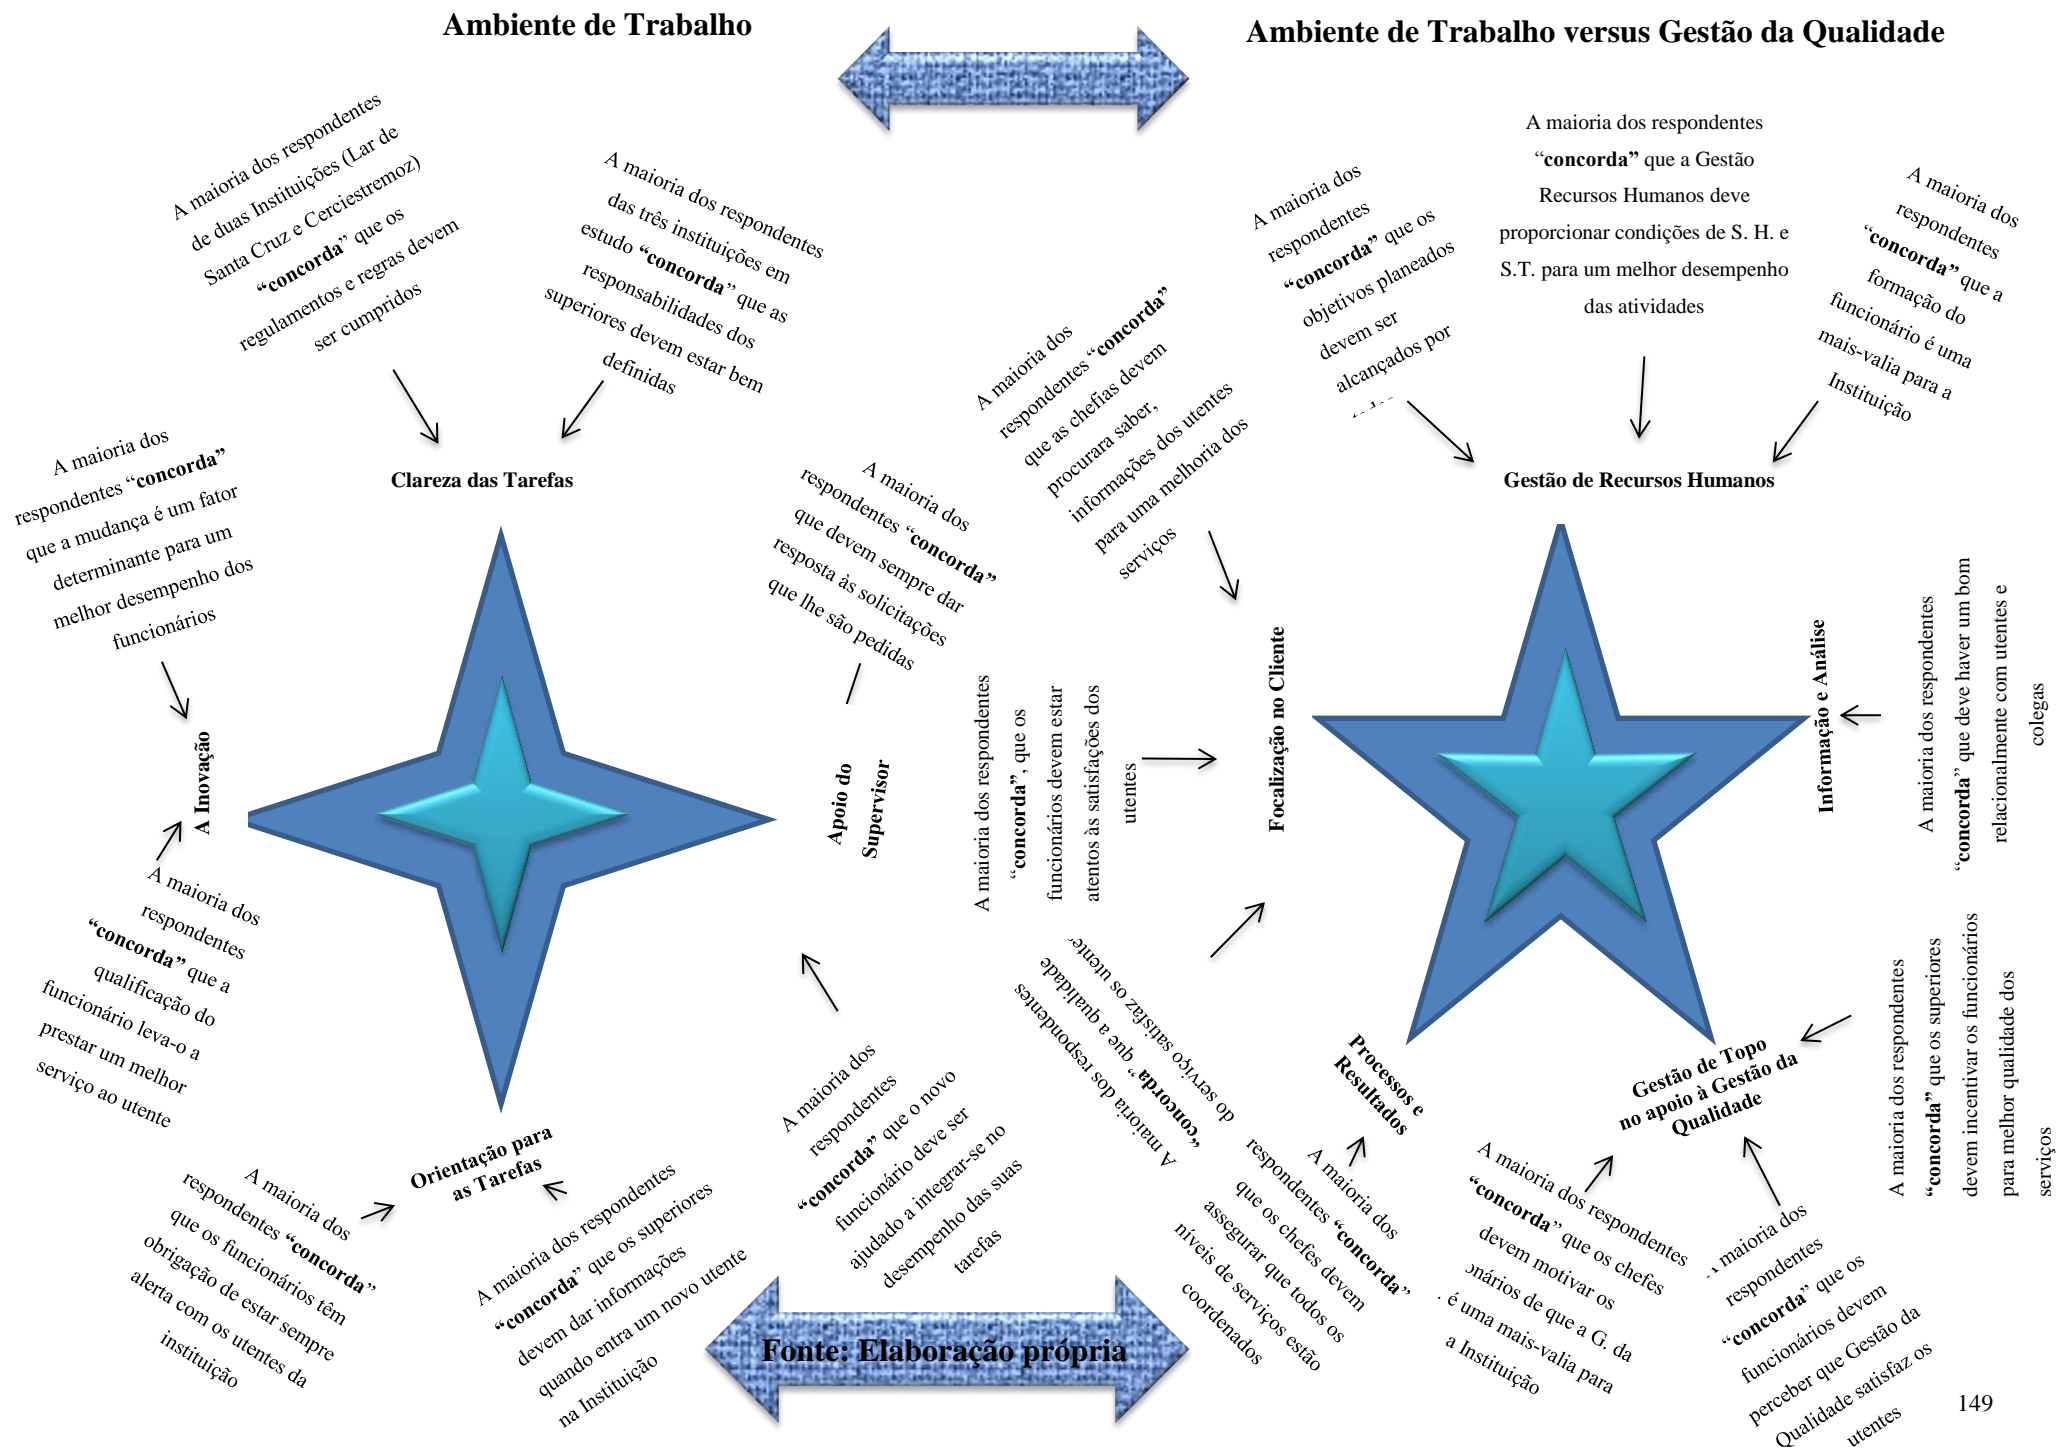 Ambiente de Trabalho
Ambiente de Trabalho versus Gestão da Qualidade
A maioria dos respondentes
de duas Instituições (Lar de
Santa Cruz e Cerciestremoz)
“concorda” que os
regulamentos e regras devem
ser cumpridos
A maioria dos respondentes
das três instituições em
estudo “concorda” que as
responsabilidades dos
superiores devem estar bem
definidas
Clareza das Tarefas
A maioria dos
respondentes “concorda”
que a mudança é um fator
determinante para um
melhor desempenho dos
funcionários
A Inovação
A maioria dos
respondentes
“concorda” que a
qualificação do
funcionário leva-o a
prestar um melhor
serviço ao utente
A maioria dos
respondentes “concorda”
que devem sempre dar
resposta às solicitações
que lhe são pedidas
Apoio do
Supervisor
A maioria dos
respondentes
“concorda” que o novo
funcionário deve ser
ajudado a integrar-se no
desempenho das suas
tarefas
Orientação para
as Tarefas
A maioria dos
respondentes “concorda”
que os funcionários têm
obrigação de estar sempre
alerta com os utentes da
instituição
A maioria dos respondentes
“concorda” que os superiores
devem dar informações
quando entra um novo utente
na Instituição
A maioria dos
respondentes
“concorda” que os
objetivos planeados
devem ser
alcançados por
A maioria dos respondentes
“concorda” que a Gestão
Recursos Humanos deve
proporcionar condições de S. H. e
S.T. para um melhor desempenho
das atividades
A maioria dos
respondentes
“concorda” que a
formação do
funcionário é uma
mais-valia para a
Instituição
Gestão de Recursos Humanos
A maioria dos
respondentes “concorda”
que as chefias devem
procurara saber,
informações dos utentes
para uma melhoria dos
serviços
A maioria dos respondentes
“concorda”, que os
funcionários devem estar
atentos às satisfações dos
utentes
Focalização no Cliente
A maioria dos respondentes
“concorda” que a qualidade
do serviço satisfaz os utente
Informação e Análise
A maioria dos respondentes
“concorda” que deve haver um bom
relacionalmente com utentes e
colegas
Processos e
Resultados
A maioria dos
respondentes “concorda”
que os chefes devem
assegurar que todos os
níveis de serviços estão
coordenados
Gestão de Topo
no apoio à Gestão da
Qualidade
A maioria dos respondentes
“concorda” que os superiores
devem incentivar os funcionários
para melhor qualidade dos
serviços
A maioria dos respondentes
“concorda” que os chefes
devem motivar os
onários de que a G. da
é uma mais-valia para
a Instituição
maioria dos
respondentes
“concorda” que os
funcionários devem
perceber que Gestão da
Qualidade satisfaz os
utentes
Fonte: Elaboração própria
149